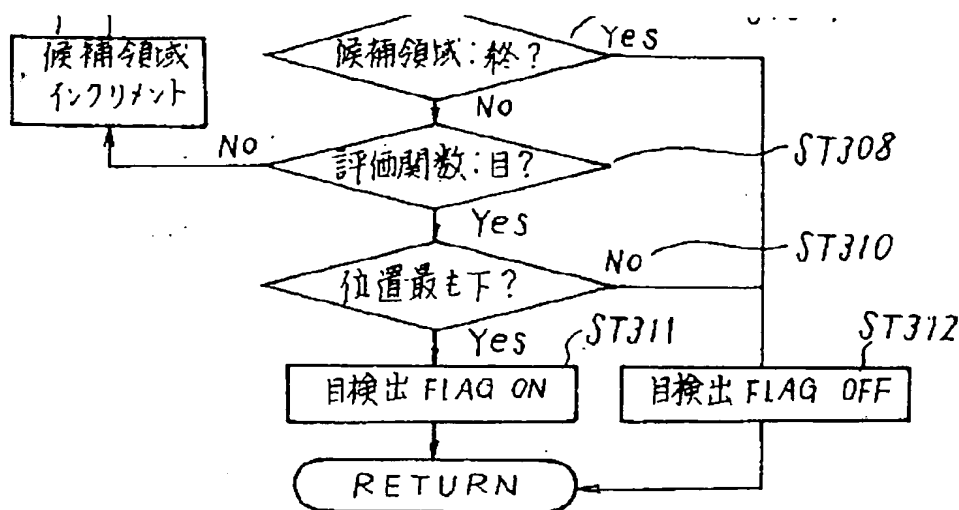 Yes
候補領域
インクリメント
候補領域:終?
No
No
評価関数:目?
ST308
Yes
位置最も下?
No
ST310
Yes
ST311
ST312
目検出 FLAG ON
目検出 FLAG OFF
RETURN